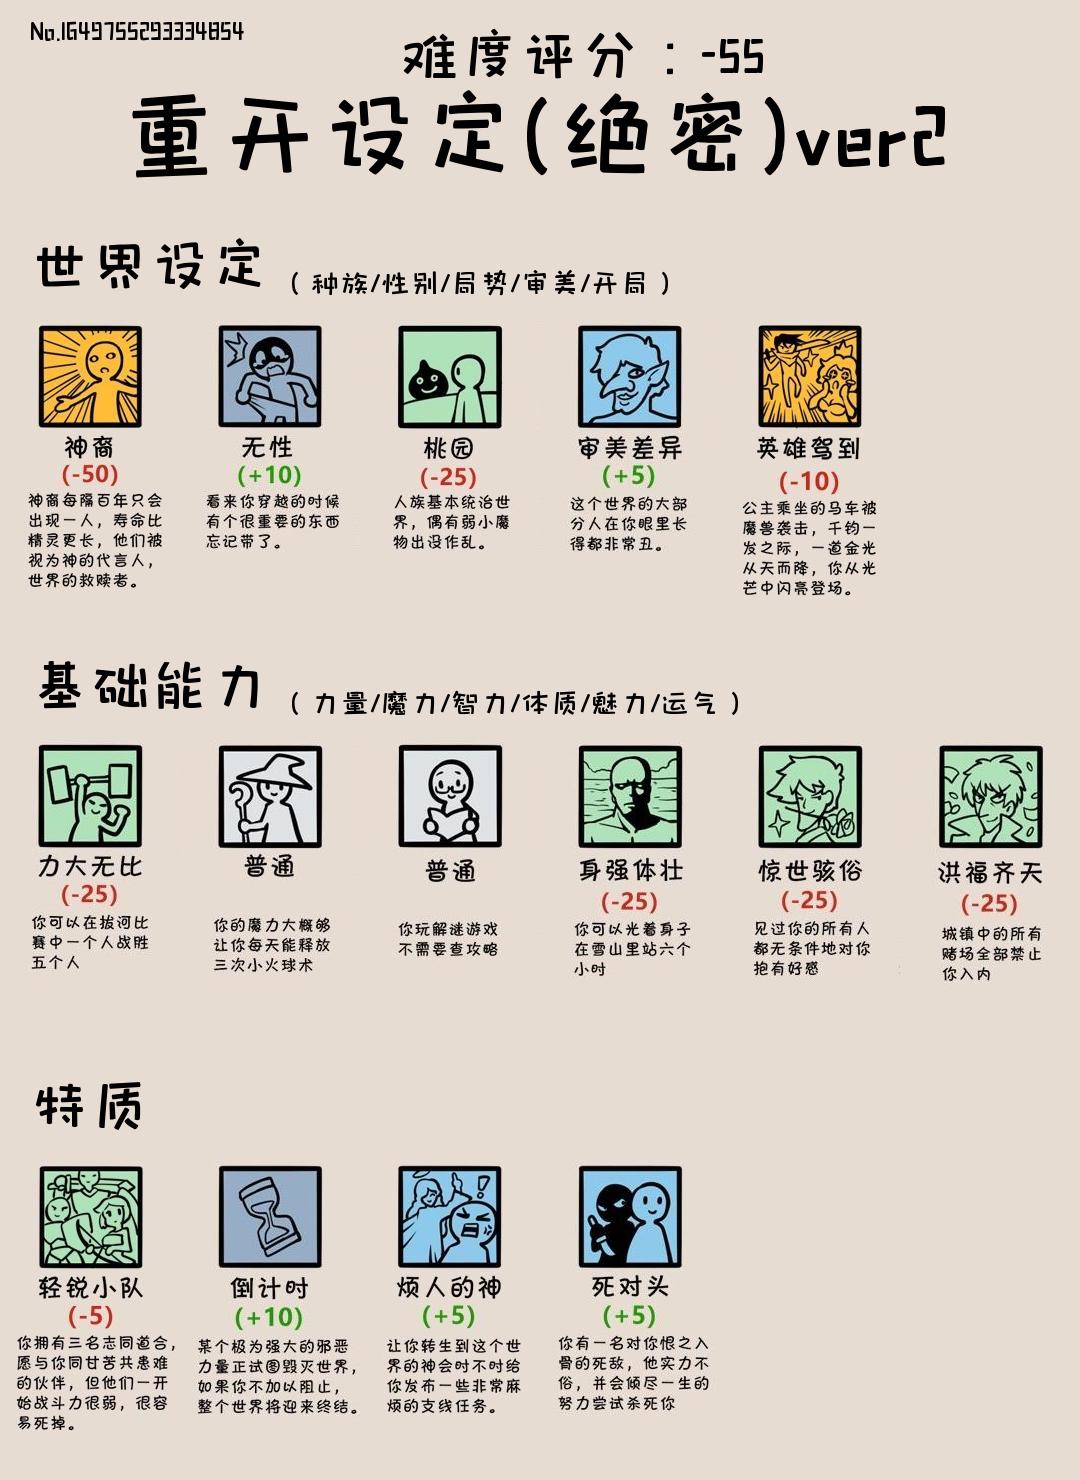 No.1649755293334854
难度评分：-55
重开设定(绝密)ver2
世界设定（种族/性别/局势/审美/开局）
神裔
(-50)
神裔每隔百年只会
出现一人，寿命比
精灵更长，他们被
视为神的代言人，
世界的救赎者。
无性
(+10)
看来你穿越的时候
有个很重要的东西
忘记带了。
桃园
(-25)
人族基本统治世
界，偶有弱小魔
物出没作乱。
审美差异
(+5)
这个世界的大部
分人在你眼里长
得都非常丑。
英雄驾到
(-10)
公主乘坐的马车被
魔兽袭击，千钧一
发之际，一道金光
从天而降，你从光
芒中闪亮登场。
基础能力（力量/魔力/智力/体质/魅力/运气）
力大无比
(-25)
你可以在拔河比
赛中一个人战胜
五个人
普通
你的魔力大概够
让你每天能释放
三次小火球术
普通
你玩解谜游戏
不需要查攻略
身强体壮
(-25)
你可以光着身子
在雪山里站六个
小时
惊世骇俗
(-25)
见过你的所有人
都无条件地对你
抱有好感
洪福齐天
(-25)
城镇中的所有
赌场全部禁止
你入内
特质
轻锐小队
(-5)
你拥有三名志同道合，
愿与你同甘苦共患难
的伙伴，但他们一开
始战斗力很弱，很容
易死掉。
倒计时
(+10)
某个极为强大的邪恶
力量正试图毁灭世界，
如果你不加以阻止，
整个世界将迎来终结。
烦人的神
(+5)
让你转生到这个世
界的神会时不时给
你发布一些非常麻
烦的支线任务。
死对头
(+5)
你有一名对你恨之入
骨的死敌，他实力不
俗，并会倾尽一生的
努力尝试杀死你